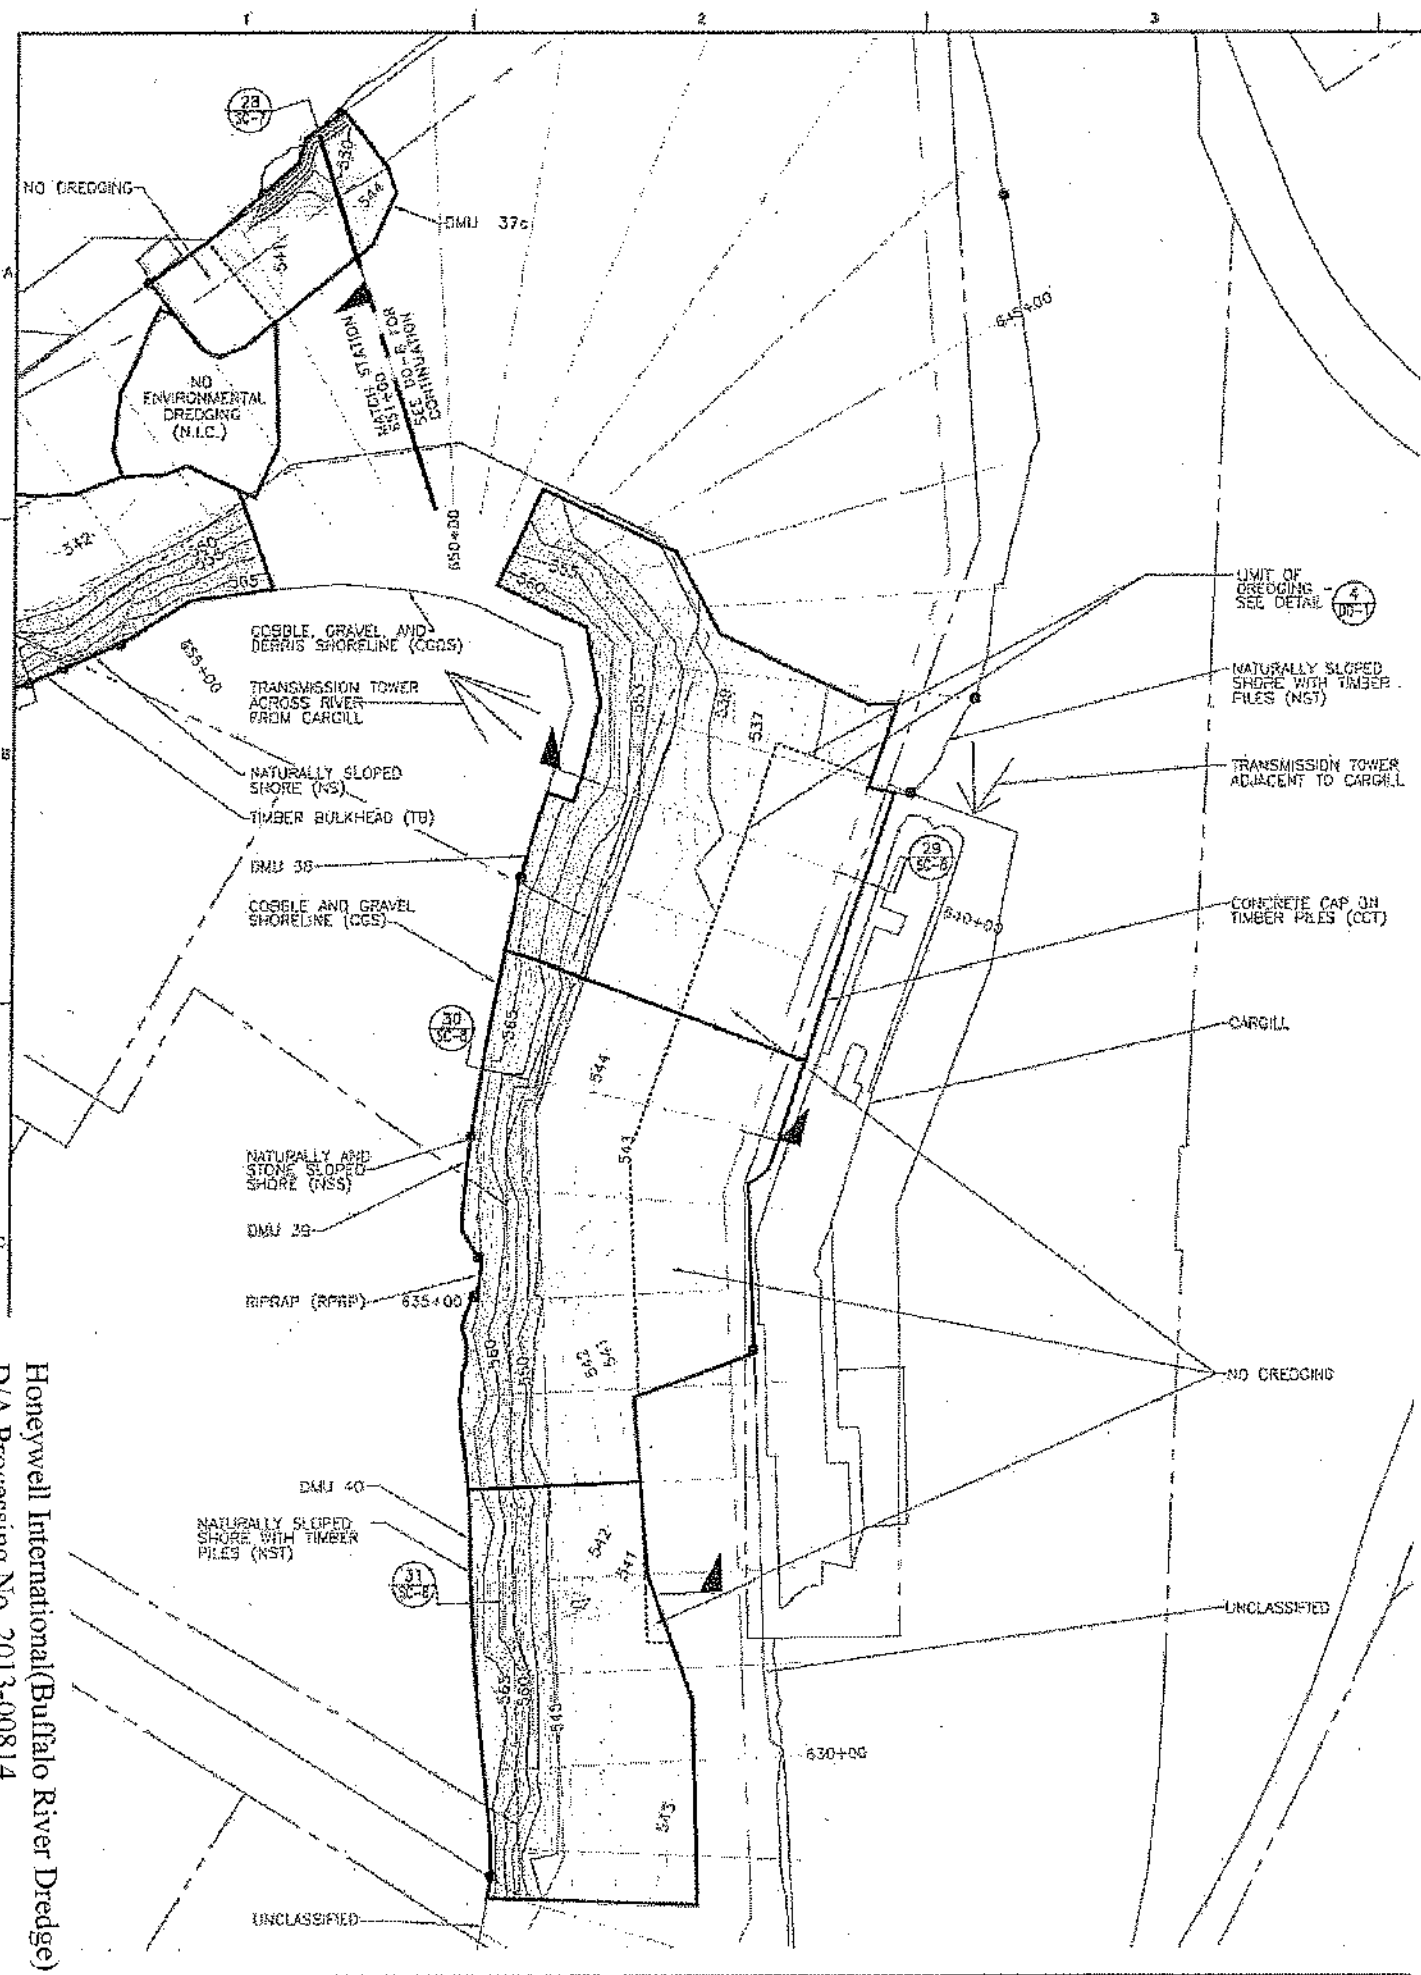 1
2
3
A
B
28
SC-7
NO DREDGING
530
544
541
DMU 37c
MATCH STATION
651+00
SEE DD-6 FOR
CONTINUATION
645+00
NO
ENVIRONMENTAL
DREDGING
(N.I.C.)
542
550
555
565
650+00
655+00
555
560
553
538
537
COBBLE, GRAVEL, AND
DEBRIS SHORELINE (CGDS)
TRANSMISSION TOWER
ACROSS RIVER
FROM CARGILL
NATURALLY SLOPED
SHORE (NS)
TIMBER BULKHEAD (TB)
DMU 38
COBBLE AND GRAVEL
SHORELINE (CGS)
LIMIT OF
DREDGING
SEE DETAIL
4
DD-1
NATURALLY SLOPED
SHORE WITH TIMBER
PILES (NST)
TRANSMISSION TOWER
ADJACENT TO CARGILL
29
SC-8
640+00
CONCRETE CAP ON
TIMBER PILES (CCT)
CARGILL
30
SC-8
565
544
543
NATURALLY AND
STONE SLOPED
SHORE (NSS)
DMU 39
RIPRAP (RPRP)
635+00
560
550
542
541
NO DREDGING
DMU 40
NATURALLY SLOPED
SHORE WITH TIMBER
PILES (NST)
31
SC-8
542
541
565
560
545
543
UNCLASSIFIED
630+00
UNCLASSIFIED
Honeywell International(Buffalo River Dredge)
D/A Processing No. 2013-00814